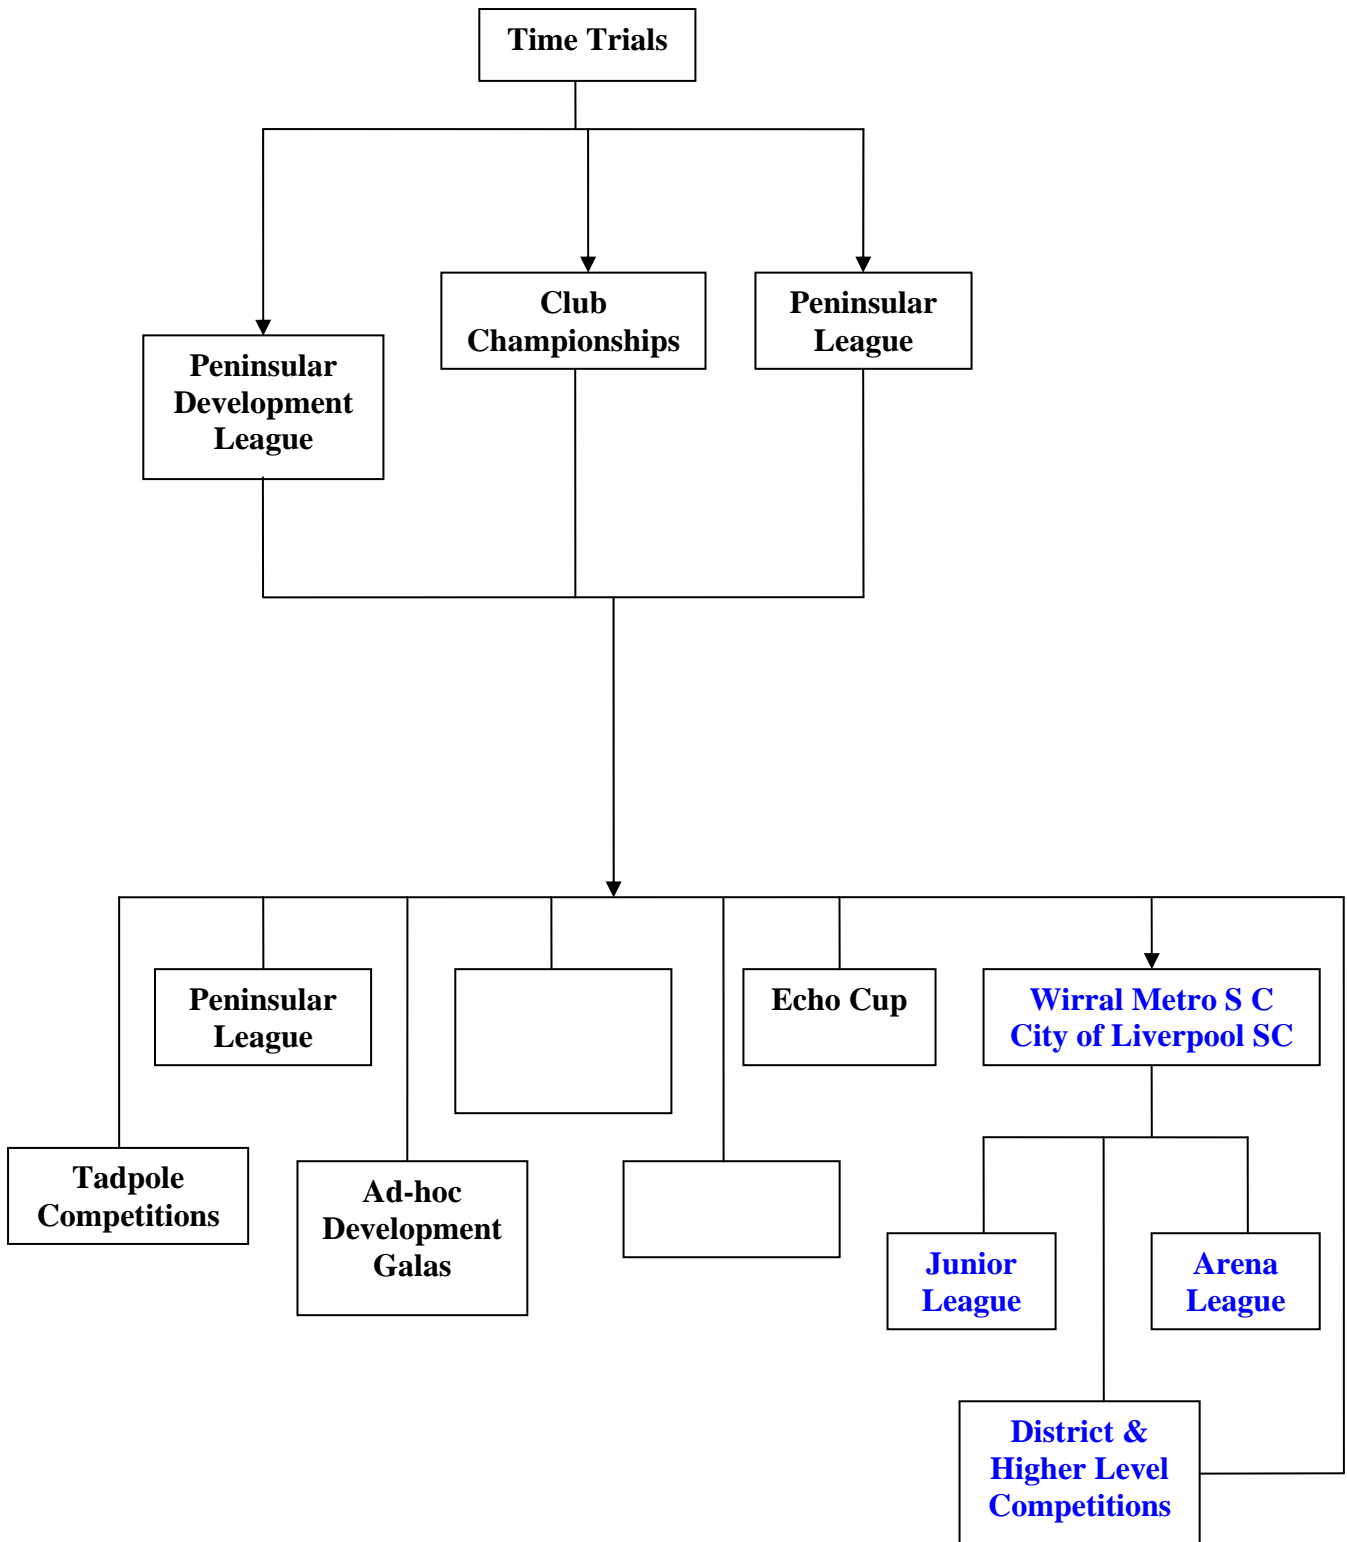 Time Trials
Club
Championships
Peninsular
League
Peninsular
Development
League
Peninsular
League
Echo Cup
Wirral Metro S C
City of Liverpool SC
Tadpole
Competitions
Ad-hoc
Development
Galas
Junior
League
Arena
League
District &
Higher Level
Competitions